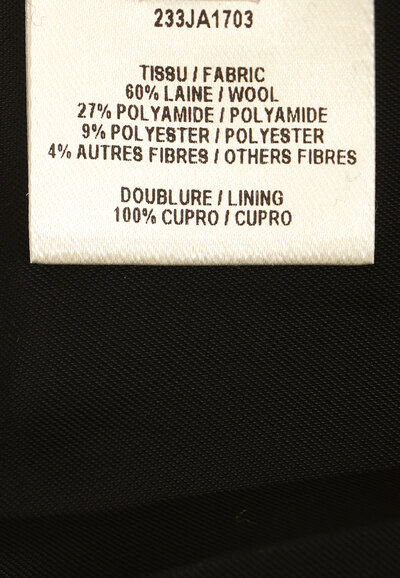 233JA1703
TISSU / FABRIC
60% LAINE / WOOL
27% POLYAMIDE / POLYAMIDE
9% POLYESTER / POLYESTER
4% AUTRES FIBRES / OTHERS FIBRES
DOUBLURE / LINING
100% CUPRO / CUPRO